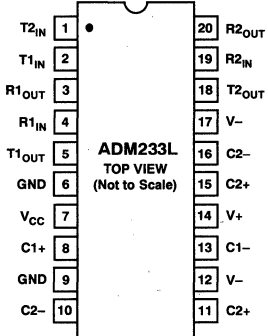 T2IN 1 20 R2OUT
T1IN 2 19 R2IN
R1OUT 3 18 T2OUT
R1IN 4 17 V–
T1OUT 5 16 C2–
ADM233L
TOP VIEW
(Not to Scale)
GND 6 15 C2+
VCC 7 14 V+
C1+ 8 13 C1–
GND 9 12 V–
C2– 10 11 C2+